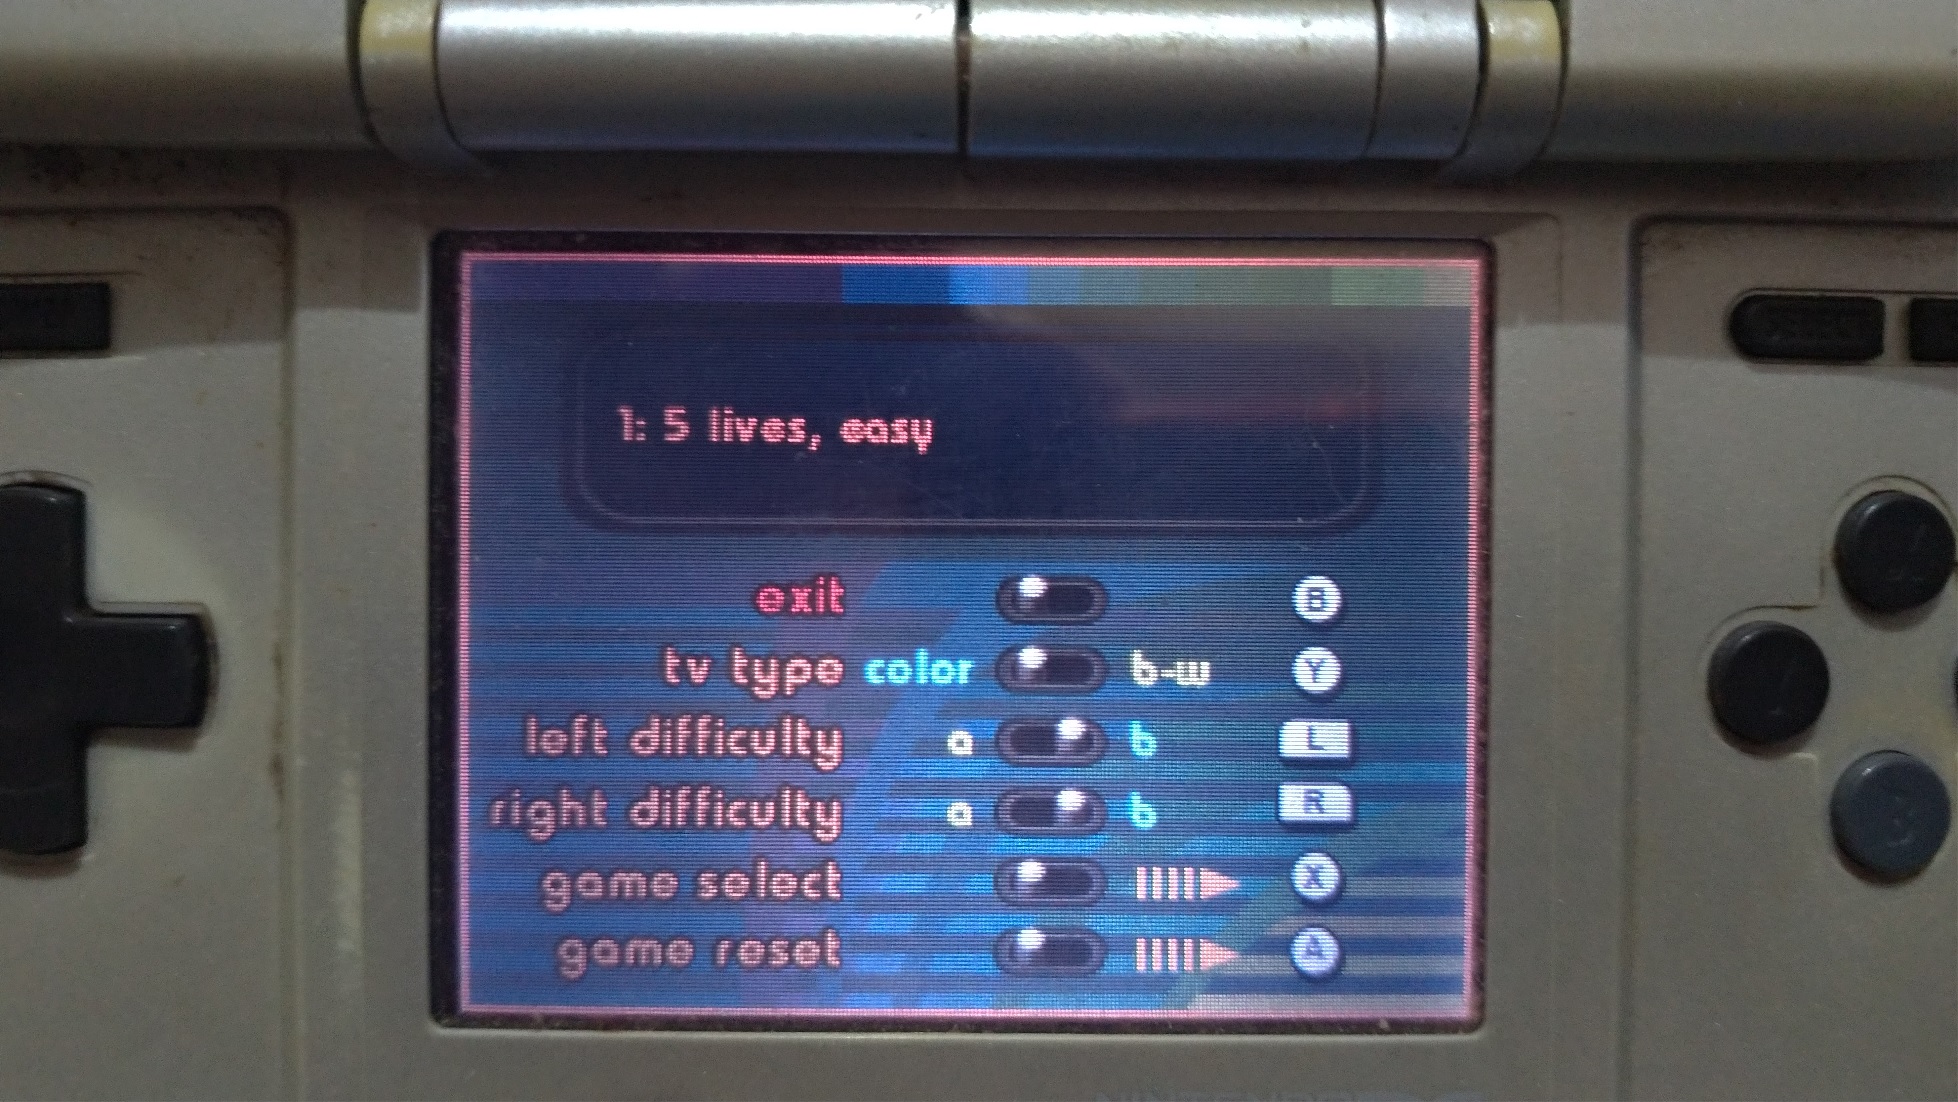 1: 5 lives, easy
exit B
tv type color b-w Y
left difficulty a b L
right difficulty a b R
game select X
game reset A